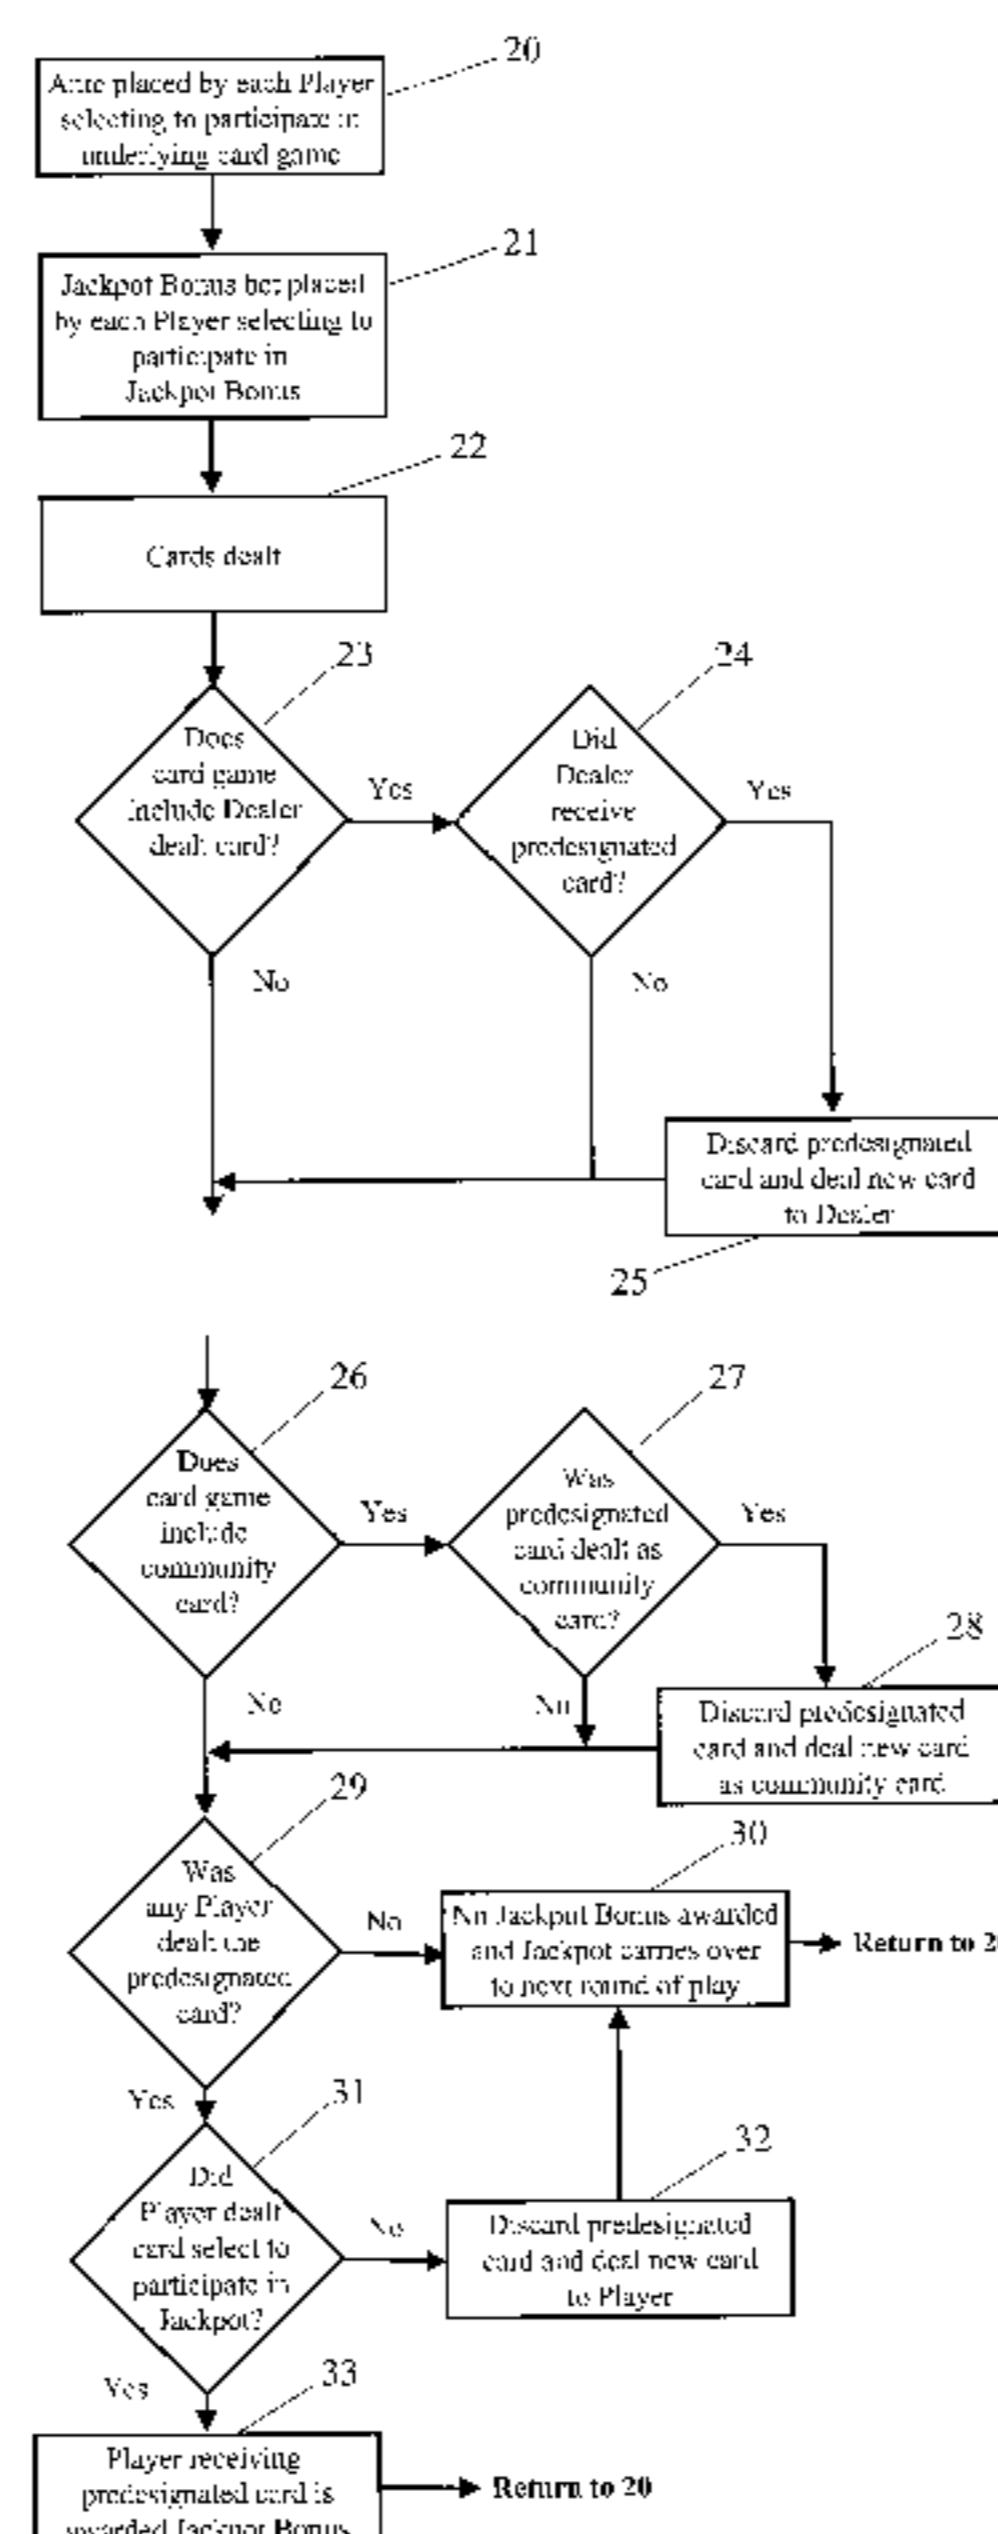 20
Ante placed by each Player
selecting to participate in
underlying card game
21
Jackpot Bonus bet placed
by each Player selecting to
participate in
Jackpot Bonus
22
Cards dealt
23
Does
card game
include Dealer
dealt card?
Yes
No
24
Did
Dealer
receive
predesignated
card?
Yes
No
Discard predesignated
card and deal new card
to Dealer
25
26
Does
card game
include
community
card?
Yes
No
27
Was
predesignated
card dealt as
community
card?
Yes
No
28
Discard predesignated
card and deal new card
as community card
29
Was
any Player
dealt the
predesignated
card?
No
Yes
30
No Jackpot Bonus awarded
and Jackpot carries over
to next round of play
Return to 2
31
Did
Player dealt
card select to
participate in
Jackpot?
No
Yes
32
Discard predesignated
card and deal new card
to Player
33
Player receiving
predesignated card is
awarded Jackpot Bonus
Return to 20